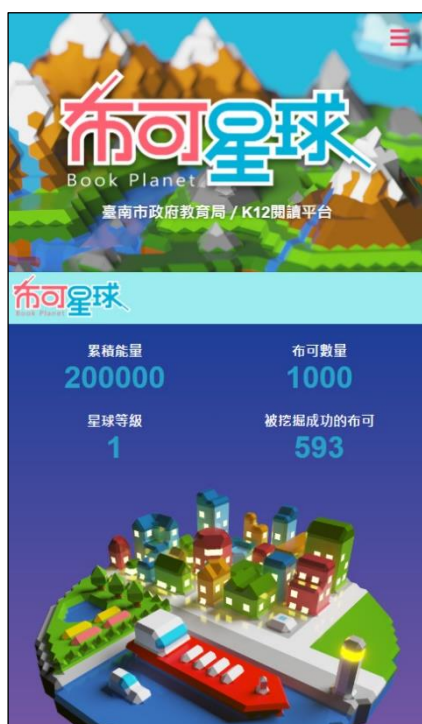 布可星球
Book Planet
臺南市政府教育局 / K12閱讀平台
布可星球
Book Planet
累積能量
200000
布可數量
1000
星球等級
1
被挖掘成功的布可
593